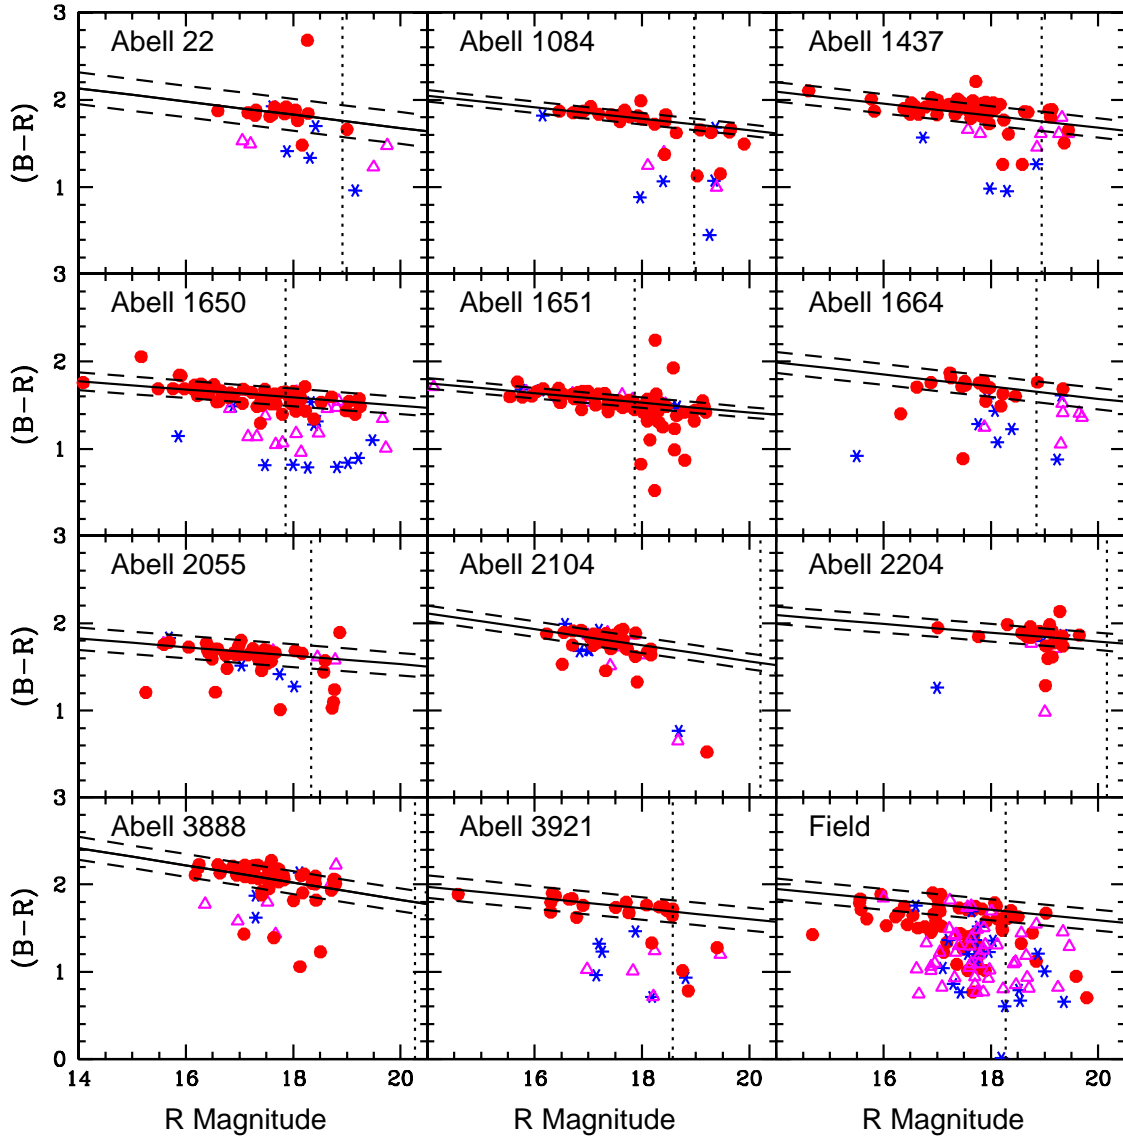 3
Abell 22
Abell 1084
Abell 1437
2
(B−R)
1
3
Abell 1650
Abell 1651
Abell 1664
2
(B−R)
1
3
Abell 2055
Abell 2104
Abell 2204
2
(B−R)
1
3
Abell 3888
Abell 3921
Field
2
(B−R)
1
0
14 16 18 20 16 18 20 16 18 20
R Magnitude R Magnitude R Magnitude